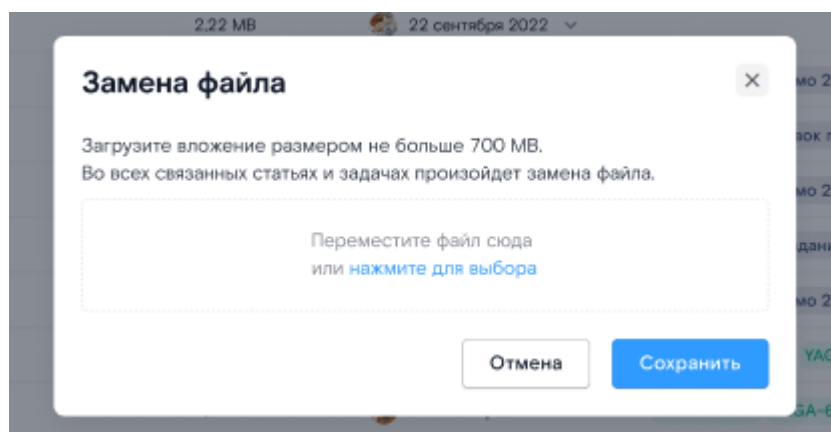 2,22 MB
22 сентября 2022
Замена файла
Загрузите вложение размером не больше 700 MB.
Во всех связанных статьях и задачах произойдет замена файла.
Переместите файл сюда
или нажмите для выбора
Отмена
Сохранить